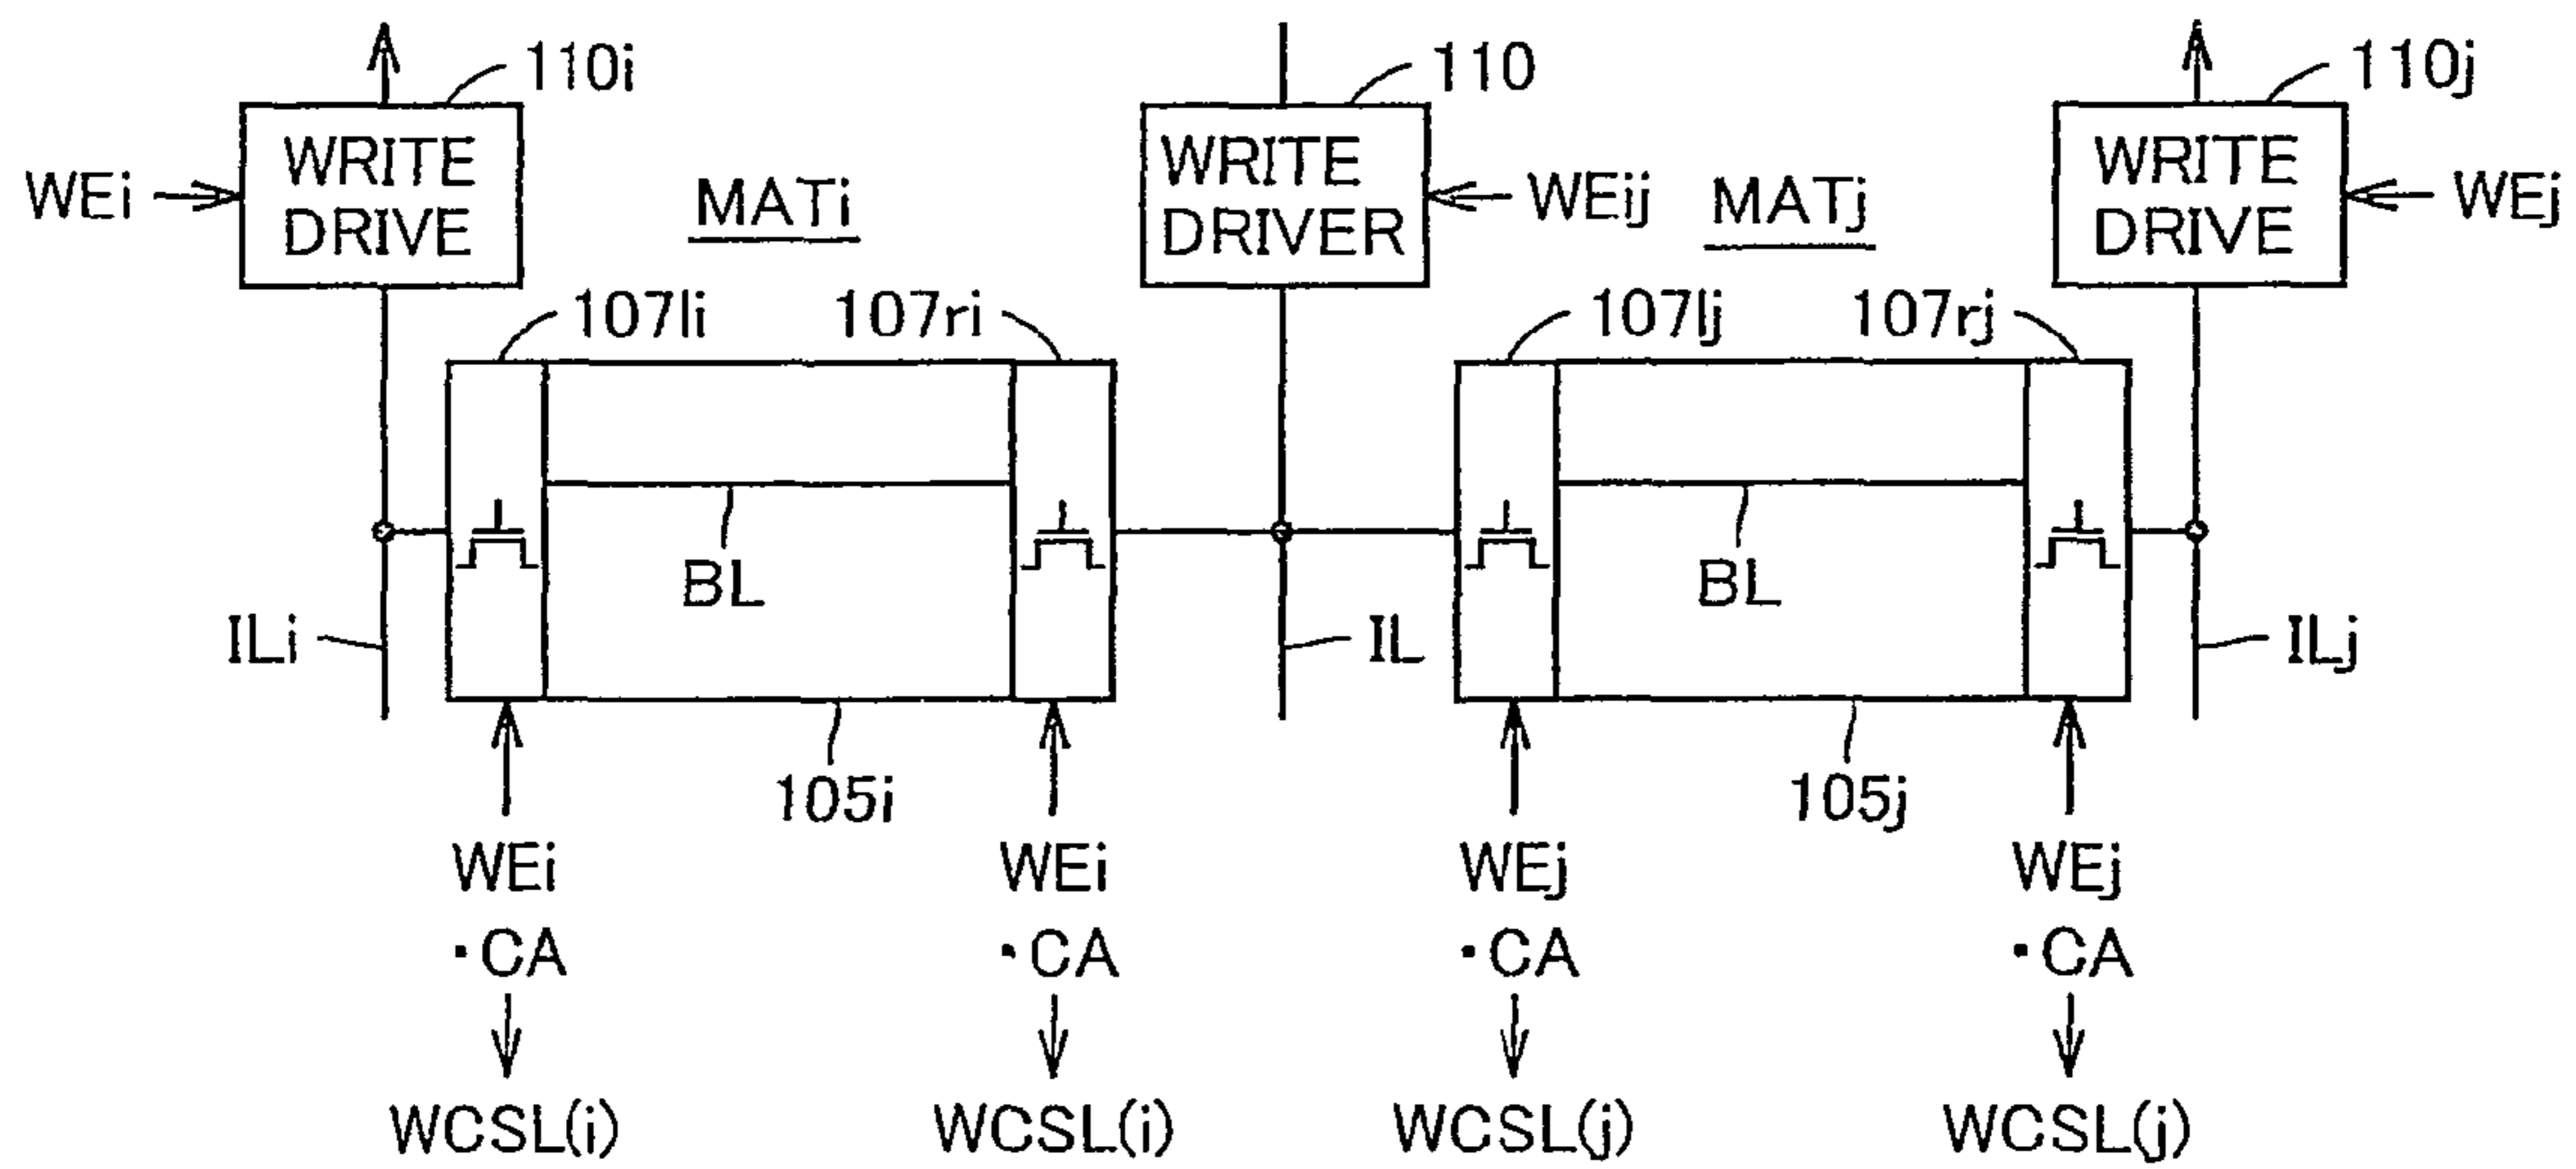 110i
110
110j
WRITE
DRIVE
WRITE
DRIVER
WRITE
DRIVE
WEi
MATi
WEij
MATj
WEj
107li
107ri
107lj
107rj
BL
BL
ILi
IL
ILj
105i
105j
WEi
WEi
WEj
WEj
·CA
·CA
·CA
·CA
WCSL(i)
WCSL(i)
WCSL(j)
WCSL(j)